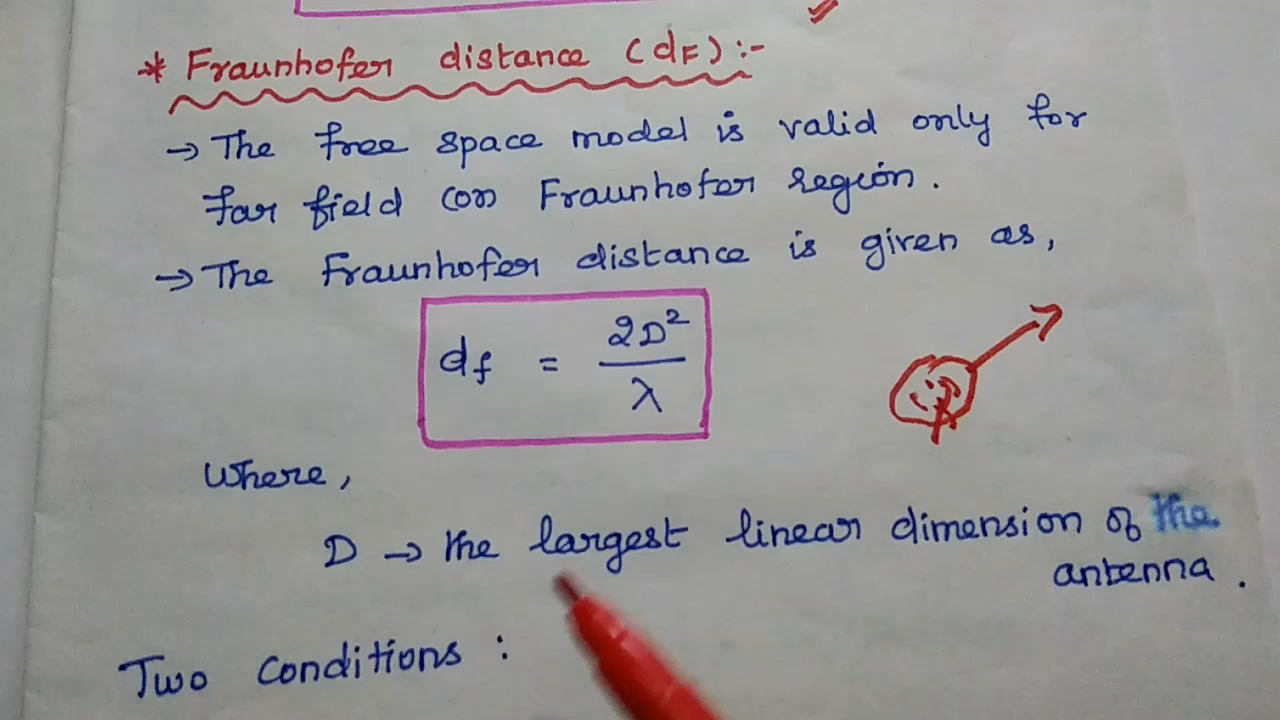 * Fraunhofer distance (dF) :-
→ The free space model is valid only for
far field (or) Fraunhofer region.
→ The Fraunhofer distance is given as,
df = 2D²/λ
where,
D → the largest linear dimension of the
antenna.
Two conditions :